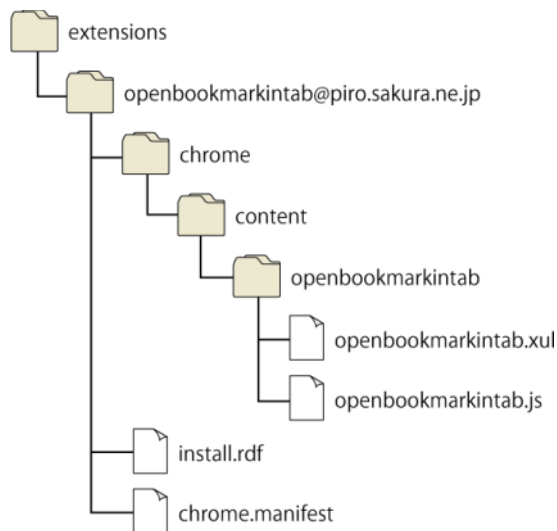 extensions
openbookmarkintab@piro.sakura.ne.jp
chrome
content
openbookmarkintab
openbookmarkintab.xul
openbookmarkintab.js
install.rdf
chrome.manifest